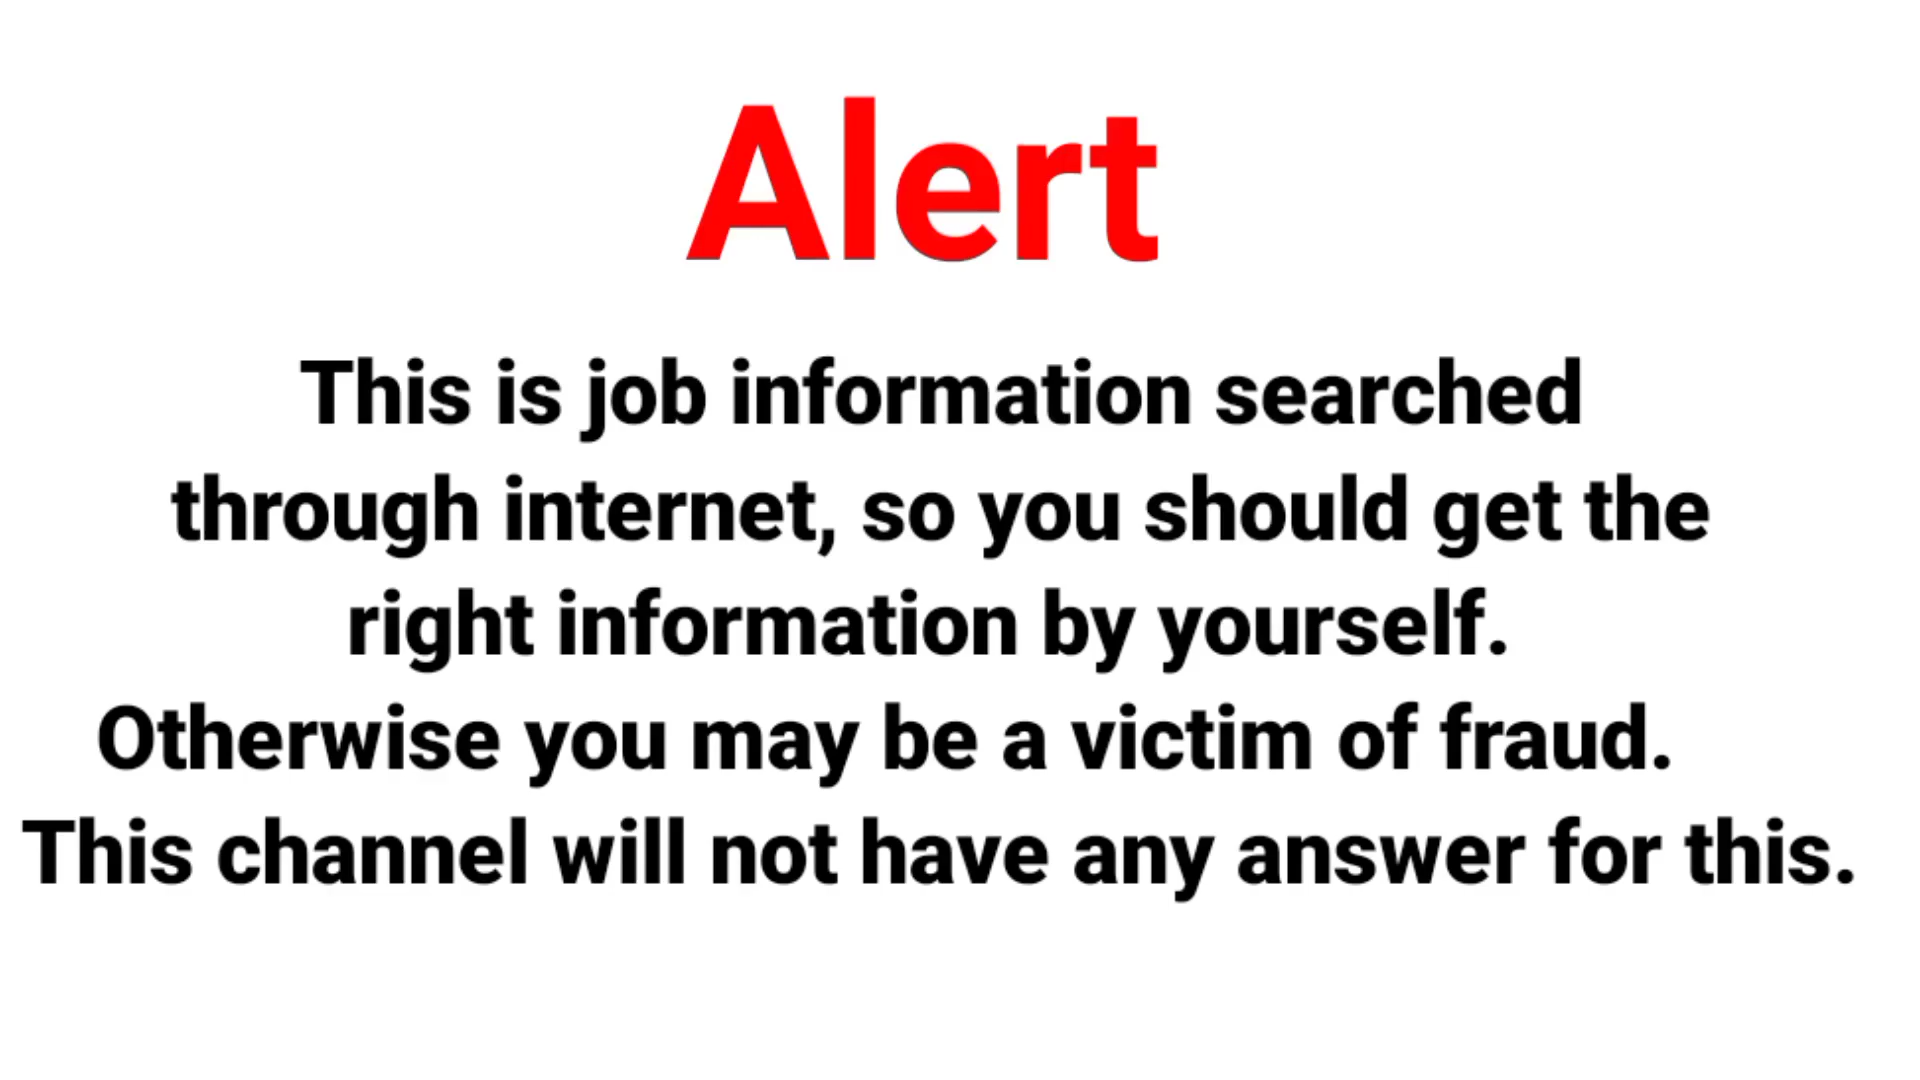 Alert
This is job information searched
through internet, so you should get the
right information by yourself.
Otherwise you may be a victim of fraud.
This channel will not have any answer for this.